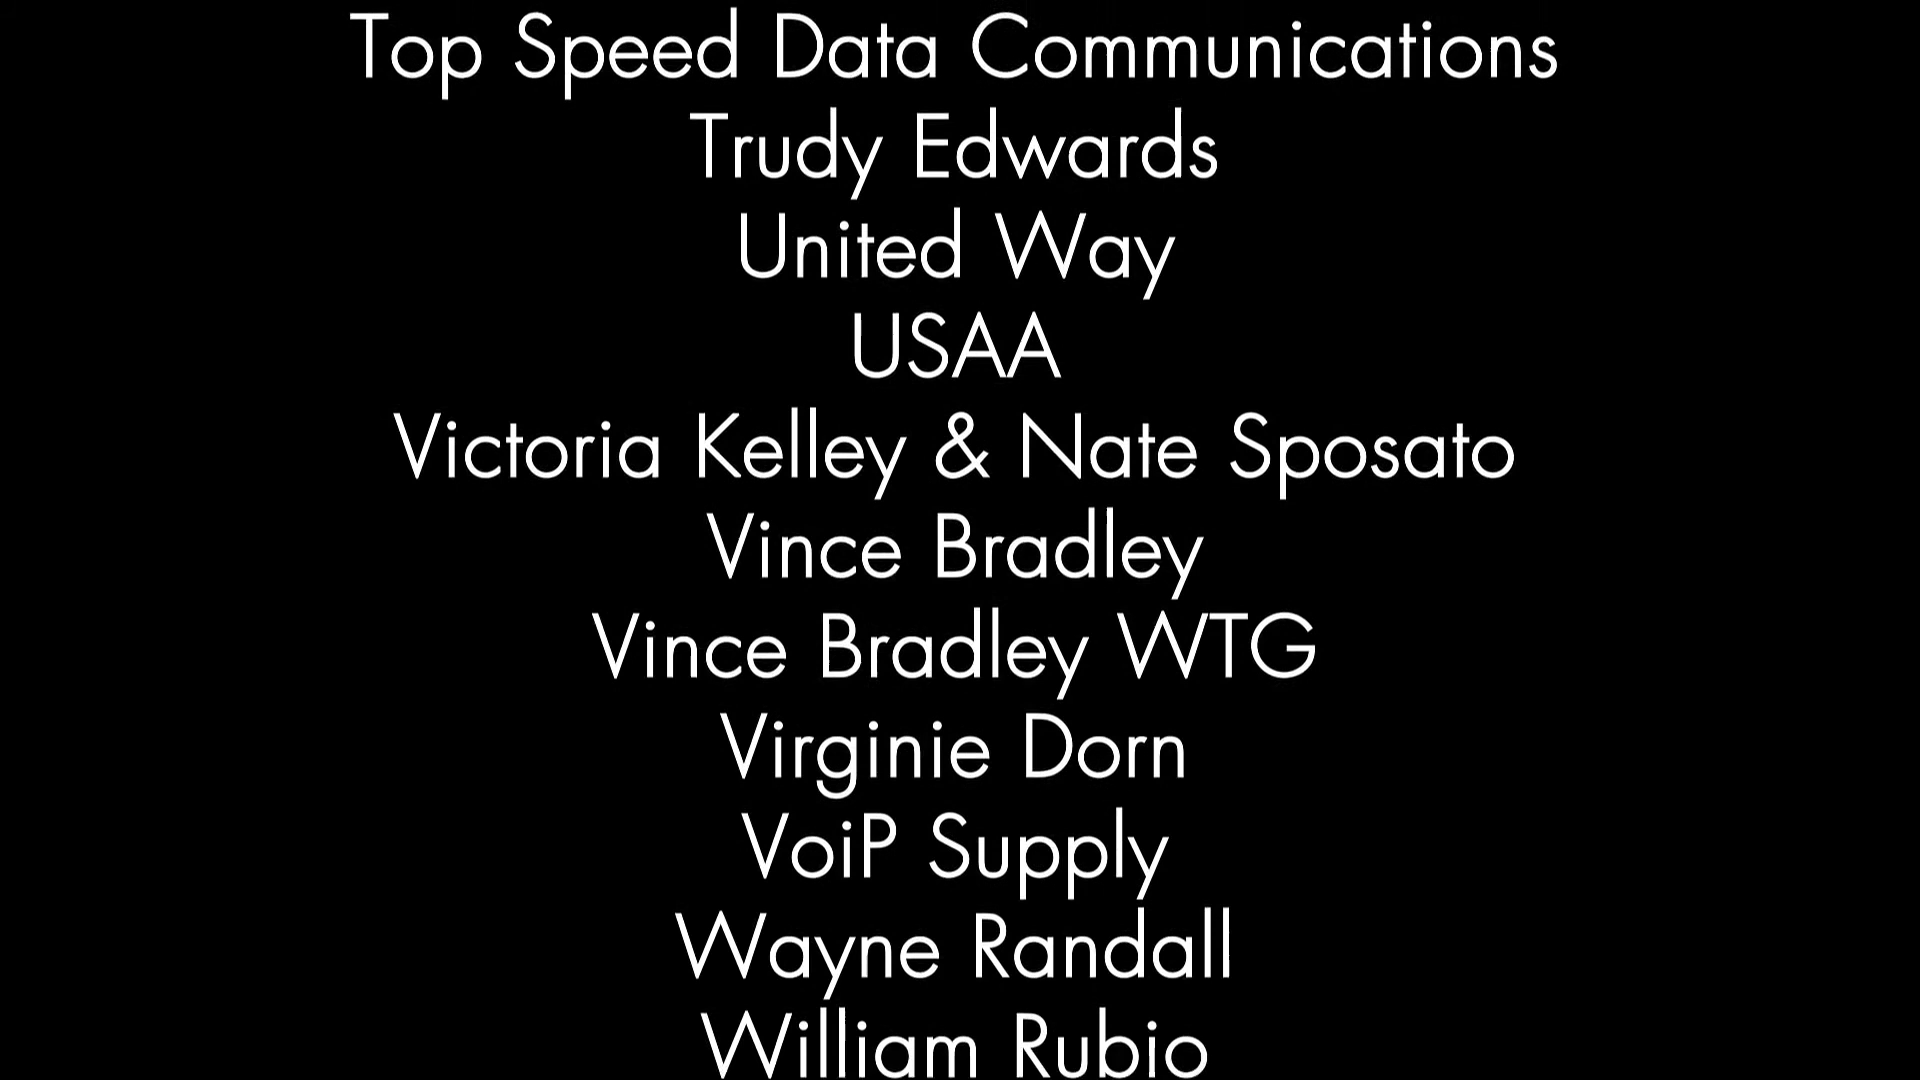 Top Speed Data Communications
Trudy Edwards
United Way
USAA
Victoria Kelley & Nate Sposato
Vince Bradley
Vince Bradley WTG
Virginie Dorn
VoiP Supply
Wayne Randall
William Rubio